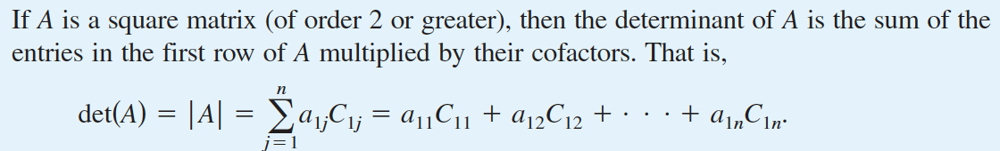 If A is a square matrix (of order 2 or greater), then the determinant of A is the sum of the
entries in the first row of A multiplied by their cofactors. That is,
det(A) = |A| = ∑_{j=1}^{n} a_{1j}C_{1j} = a_{11}C_{11} + a_{12}C_{12} + · · · + a_{1n}C_{1n}.